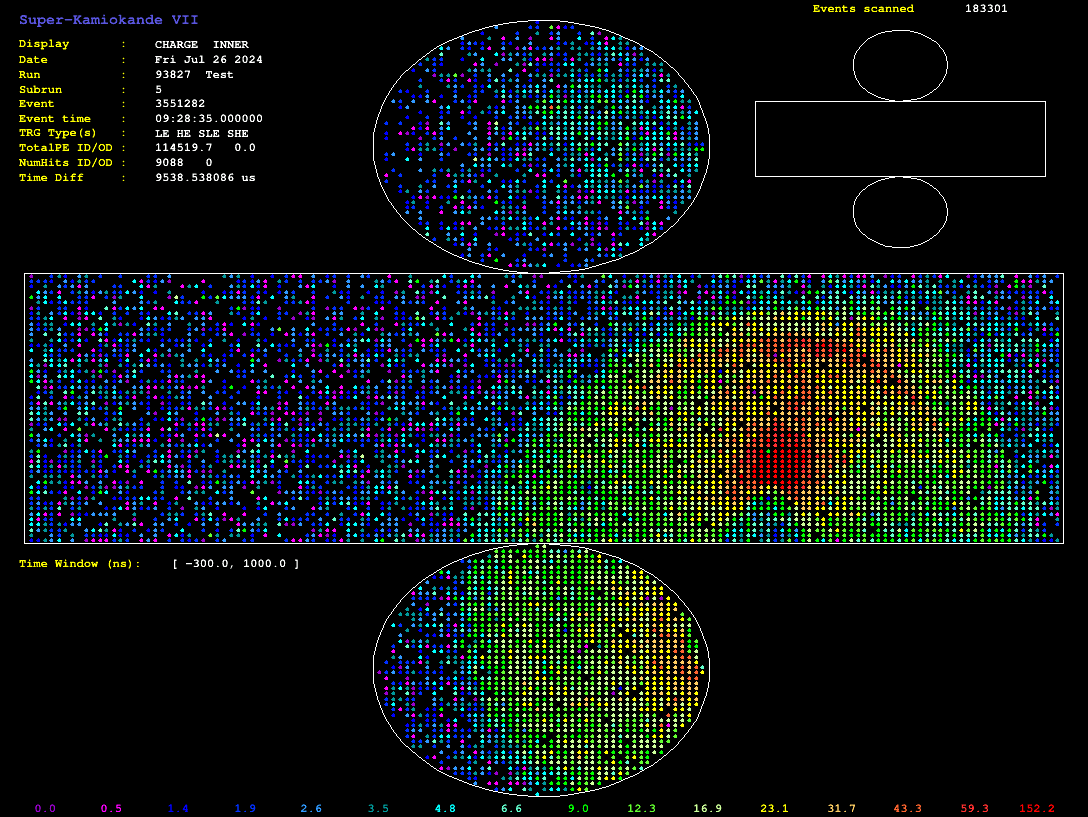 Super-Kamiokande VII
Events scanned 183301
Display : CHARGE INNER
Date : Fri Jul 26 2024
Run : 93827 Test
Subrun : 5
Event : 3551282
Event time : 09:28:35.000000
TRG Type(s) : LE HE SLE SHE
TotalPE ID/OD : 114519.7 0.0
NumHits ID/OD : 9088 0
Time Diff : 9538.538086 us
Time Window (ns): [ -300.0, 1000.0 ]
0.0 0.5 1.4 1.9 2.6 3.5 4.8 6.6 9.0 12.3 16.9 23.1 31.7 43.3 59.3 152.2